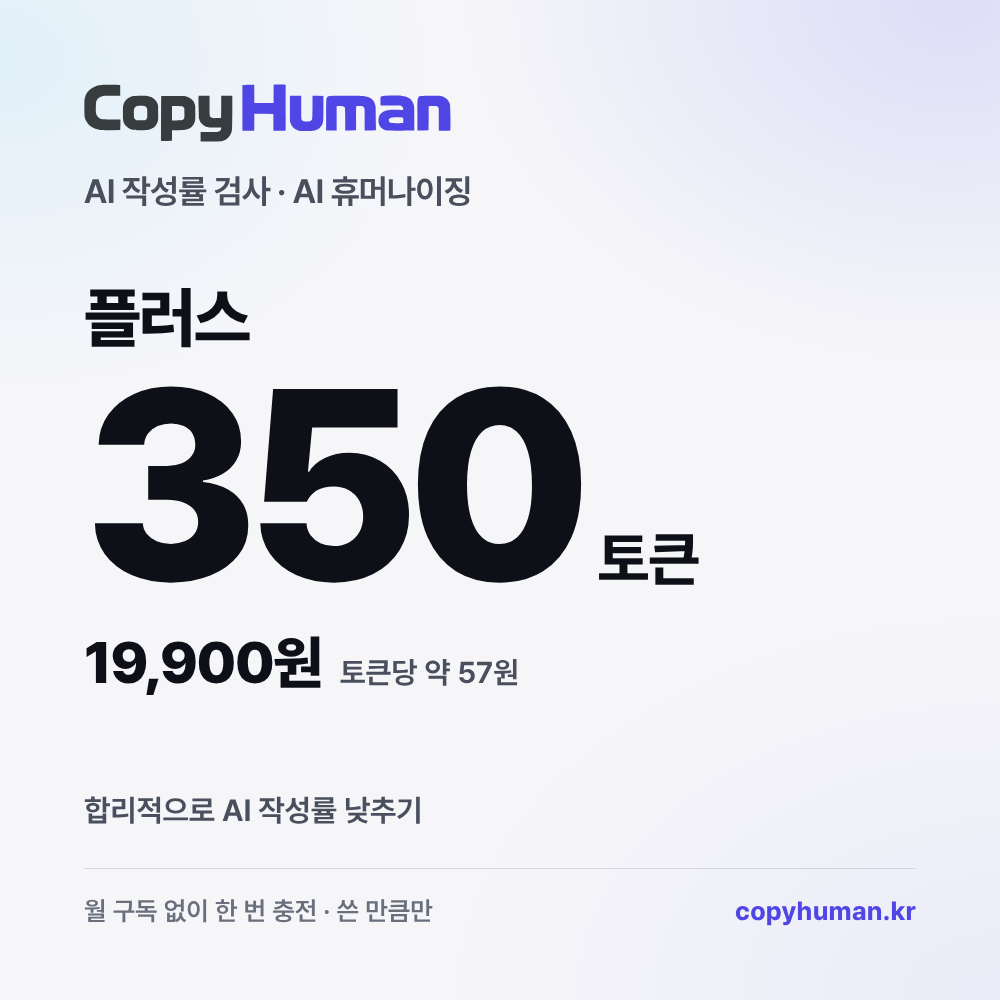 CopyHuman
AI 작성률 검사 · AI 휴머나이징
플러스
350 토큰
19,900원 토큰당 약 57원
합리적으로 AI 작성률 낮추기
월 구독 없이 한 번 충전 · 쓴 만큼만
copyhuman.kr